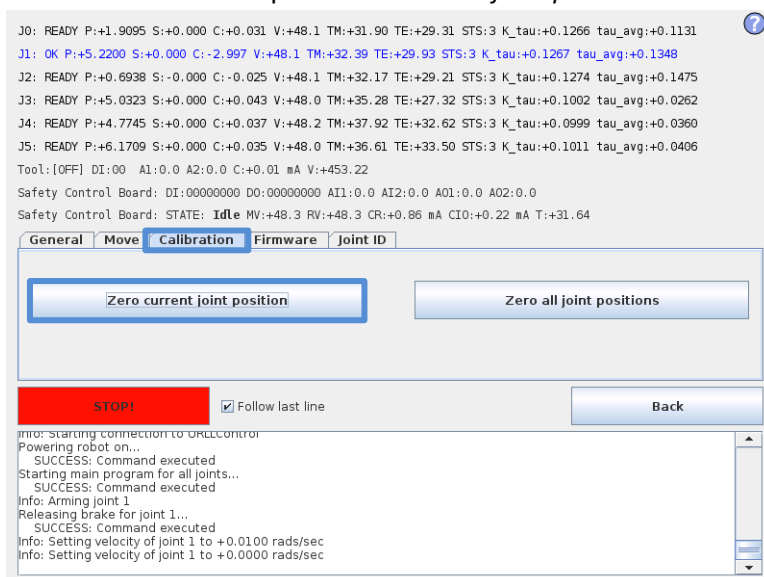 J0: READY P:+1.9095 S:+0.000 C:+0.031 V:+48.1 TM:+31.90 TE:+29.31 STS:3 K_tau:+0.1266 tau_avg:+0.1131
?
J1: OK P:+5.2200 S:+0.000 C:-2.997 V:+48.1 TM:+32.39 TE:+29.93 STS:3 K_tau:+0.1267 tau_avg:+0.1348
J2: READY P:+0.6938 S:-0.000 C:-0.025 V:+48.1 TM:+32.17 TE:+29.21 STS:3 K_tau:+0.1274 tau_avg:+0.1475
J3: READY P:+5.0323 S:+0.000 C:+0.043 V:+48.0 TM:+35.28 TE:+27.32 STS:3 K_tau:+0.1002 tau_avg:+0.0262
J4: READY P:+4.7745 S:+0.000 C:+0.037 V:+48.2 TM:+37.92 TE:+32.62 STS:3 K_tau:+0.0999 tau_avg:+0.0360
J5: READY P:+6.1709 S:+0.000 C:+0.035 V:+48.0 TM:+36.61 TE:+33.50 STS:3 K_tau:+0.1011 tau_avg:+0.0406
Tool:[OFF] DI:00 A1:0.0 A2:0.0 C:+0.01 mA V:+453.22
Safety Control Board: DI:00000000 DO:00000000 AI1:0.0 AI2:0.0 AO1:0.0 AO2:0.0
Safety Control Board: STATE: Idle MV:+48.3 RV:+48.3 CR:+0.86 mA CIO:+0.22 mA T:+31.64
General Move Calibration Firmware Joint ID
Zero current joint position Zero all joint positions
STOP! Follow last line Back
Info: Starting connection to URLLControl
Powering robot on...
SUCCESS: Command executed
Starting main program for all joints...
SUCCESS: Command executed
Info: Arming joint 1
Releasing brake for joint 1...
SUCCESS: Command executed
Info: Setting velocity of joint 1 to +0.0100 rads/sec
Info: Setting velocity of joint 1 to +0.0000 rads/sec